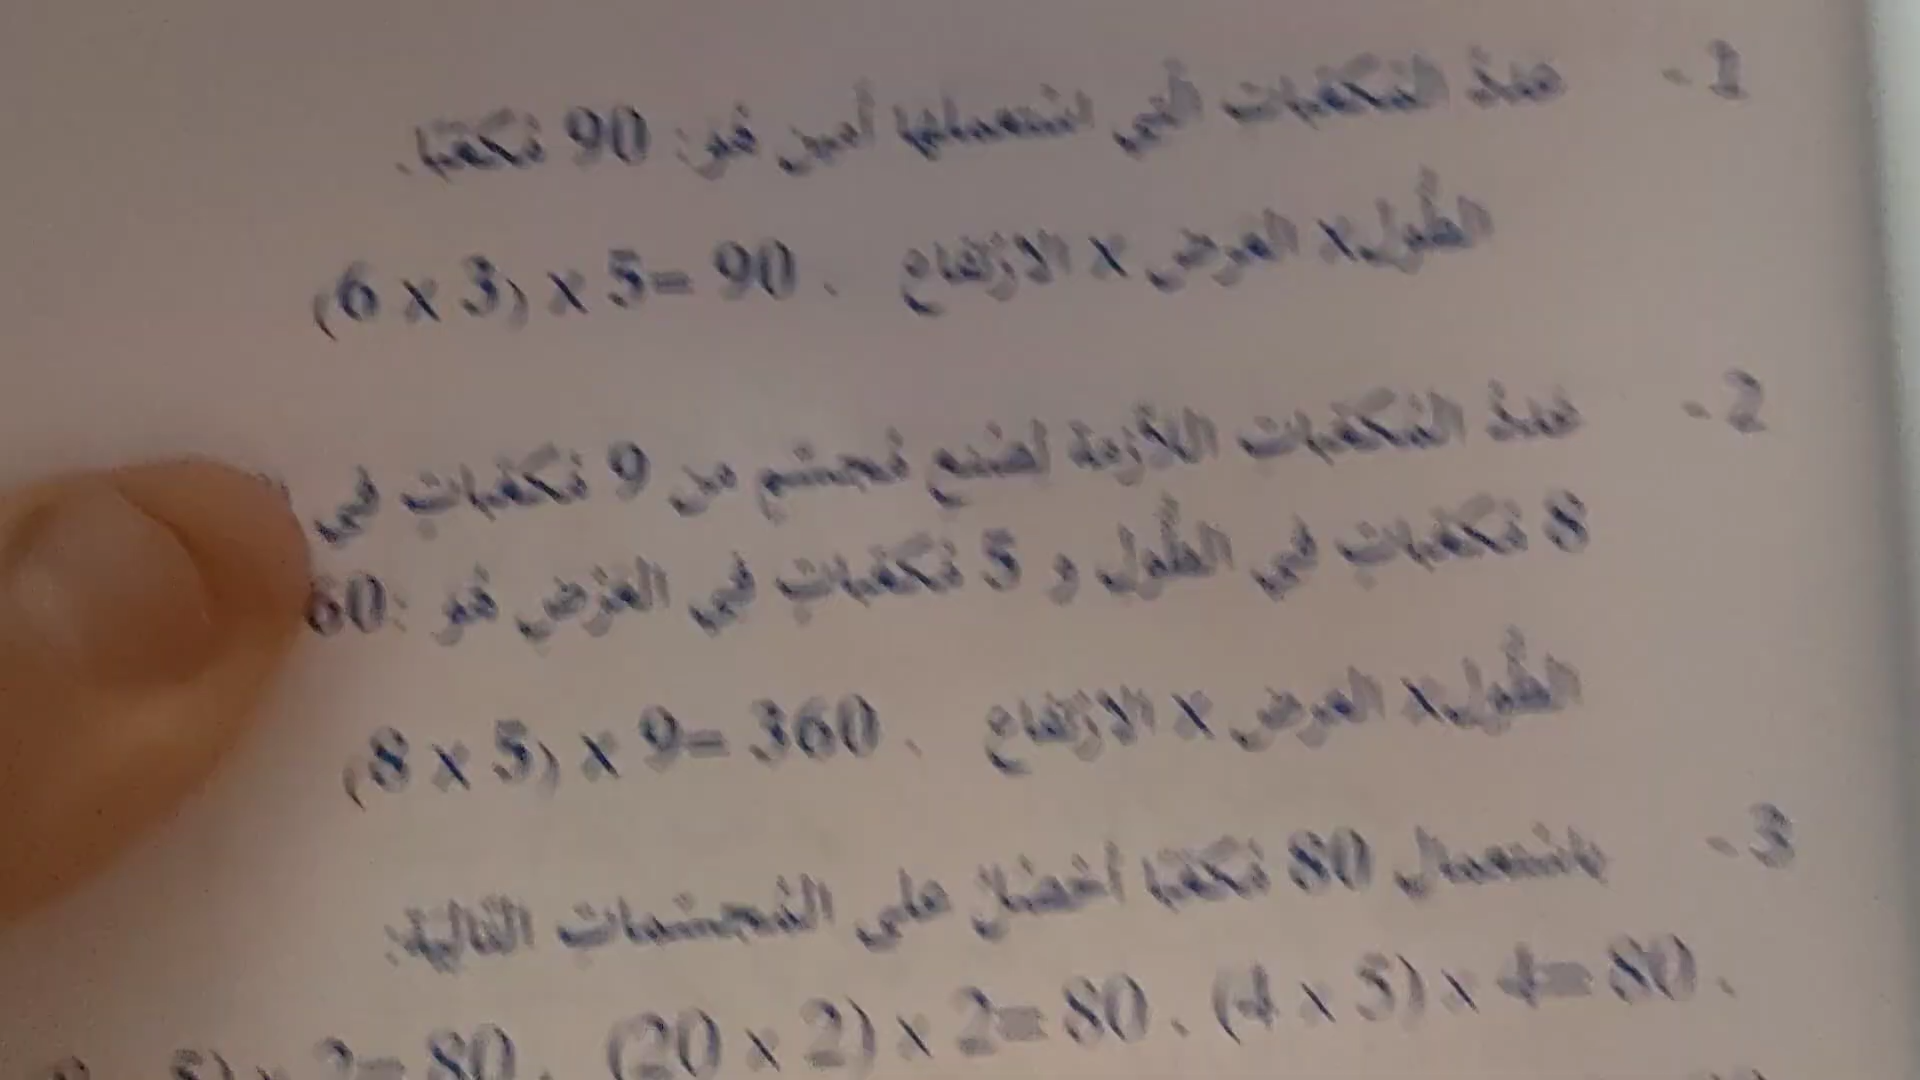 1- عدد المكعبات التي استعملها أمين هو: 90 مكعبا.
الطول x العرض x الارتفاع . (6 x 3) x 5= 90
2- عدد المكعبات اللازمة لصنع مجسم من 9 مكعبات في
8 مكعبات في الطول و 5 مكعبات في العرض هو: 60
الطول x العرض x الارتفاع . (8 x 5) x 9= 360
3- باستعمال 80 مكعبا أحصل على المجسمات التالية:
(20 x 2) x 2= 80 . (4 x 5) x 4= 80 .